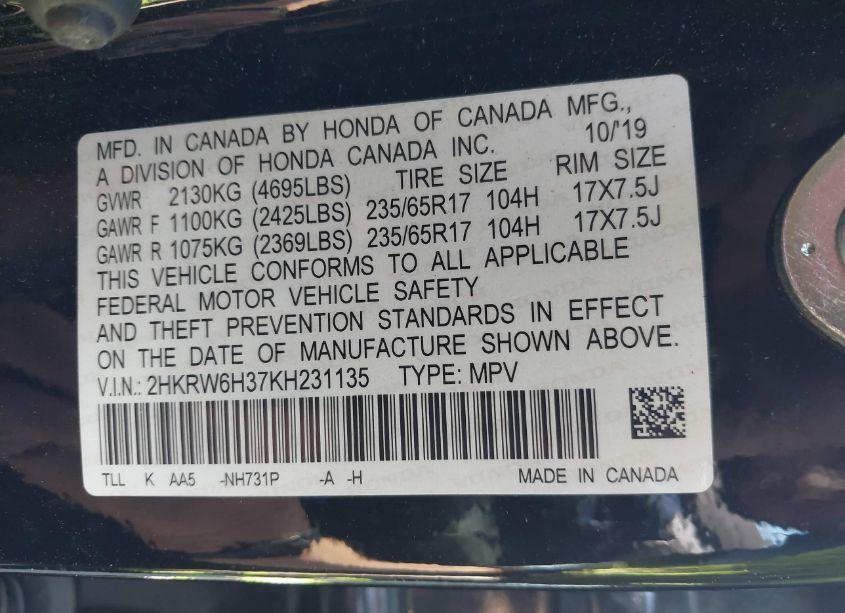 MFD. IN CANADA BY HONDA OF CANADA MFG.,
A DIVISION OF HONDA CANADA INC. 10/'19
GVWR 2130KG (4695LBS) TIRE SIZE RIM SIZE
GAWR F 1100KG (2425LBS) 235/65R17 104H 17X7.5J
GAWR R 1075KG (2369LBS) 235/65R17 104H 17X7.5J
THIS VEHICLE CONFORMS TO ALL APPLICABLE
FEDERAL MOTOR VEHICLE SAFETY
AND THEFT PREVENTION STANDARDS IN EFFECT
ON THE DATE OF MANUFACTURE SHOWN ABOVE.
V.I.N.: 2HKRW6H37KH231135 TYPE: MPV
TLL K AA5 -NH731P -A -H MADE IN CANADA